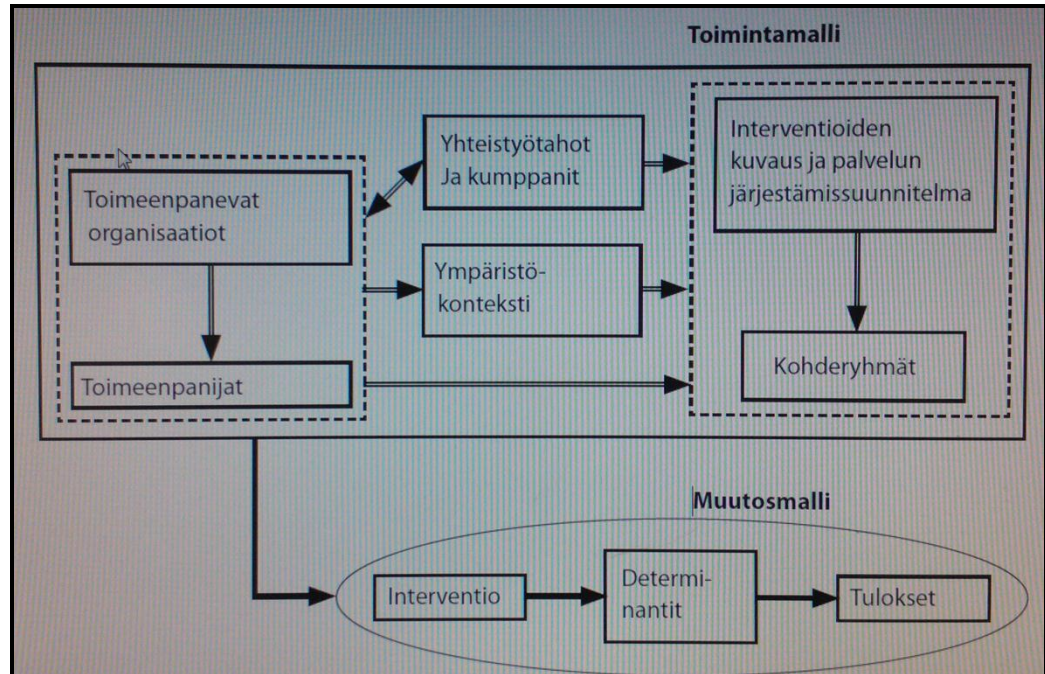 Toimintamalli
Toimeenpanevat
organisaatiot
Toimeenpanijat
Yhteistyötahot
Ja kumppanit
Ympäristö-
konteksti
Interventioiden
kuvaus ja palvelun
järjestämissuunnitelma
Kohderyhmät
Muutosmalli
Interventio
Determi-
nantit
Tulokset